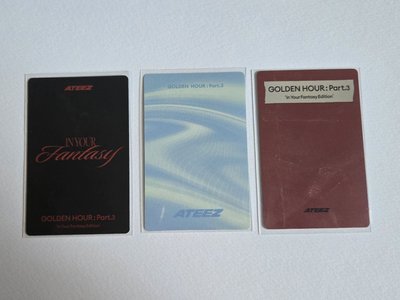 ATEEZ
IN YOUR
Fantasy
GOLDEN HOUR : Part.3
'In Your Fantasy Edition'
GOLDEN HOUR : Part.3
ATEEZ
GOLDEN HOUR : Part.3
'In Your Fantasy Edition'
ATEEZ